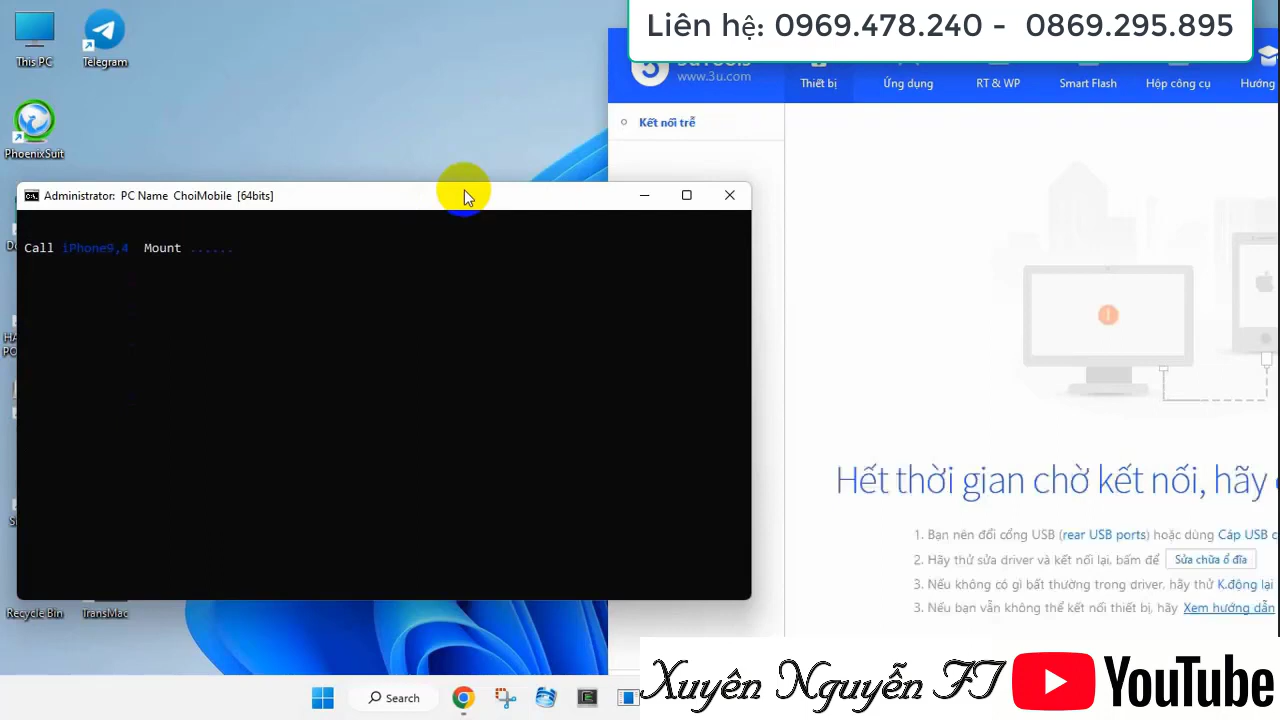 Liên hệ: 0969.478.240 - 0869.295.895
This PC
Telegram
PhoenixSuit
Recycle Bin
TransMac
Administrator: PC Name ChoiMobile [64bits]
Call iPhone9,4 Mount ......
www.3u.com
Thiết bị
Ứng dụng
RT & WP
Smart Flash
Hộp công cụ
Hướng
Kết nối trễ
Hết thời gian chờ kết nối, hãy
1. Bạn nên đổi cổng USB (rear USB ports) hoặc dùng Cáp USB
2. Hãy thử sửa driver và kết nối lại, bấm để Sửa chữa ổ đĩa
3. Nếu không có gì bất thường trong driver, hãy thử K.động lại
3. Nếu bạn vẫn không thể kết nối thiết bị, hãy Xem hướng dẫn
Search
Xuyên Nguyễn FT YouTube